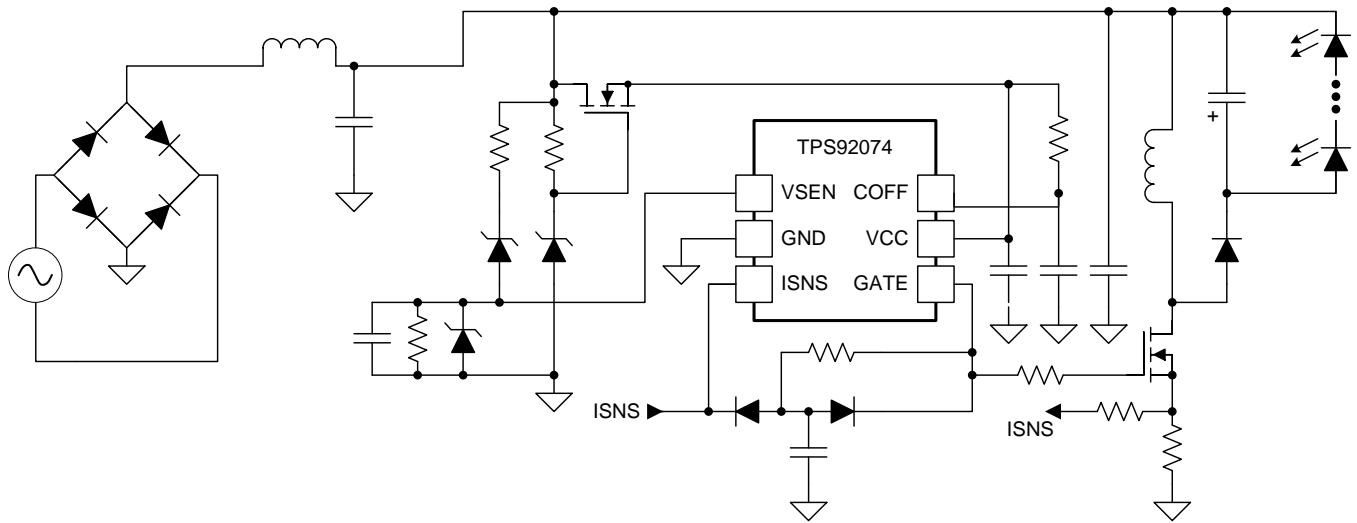 TPS92074
VSEN
COFF
GND
VCC
ISNS
GATE
+
ISNS
ISNS